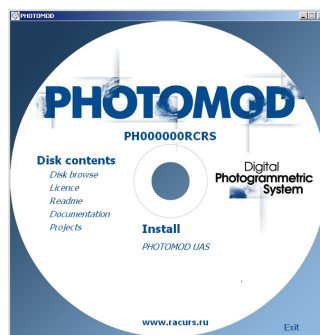 PHOTOMOD
PHOTOMOD
PH000000RCRS
Disk contents
Disk browse
Licence
Readme
Documentation
Projects
Digital
Photogrammetric
System
Install
PHOTOMOD UAS
www.racurs.ru
Exit